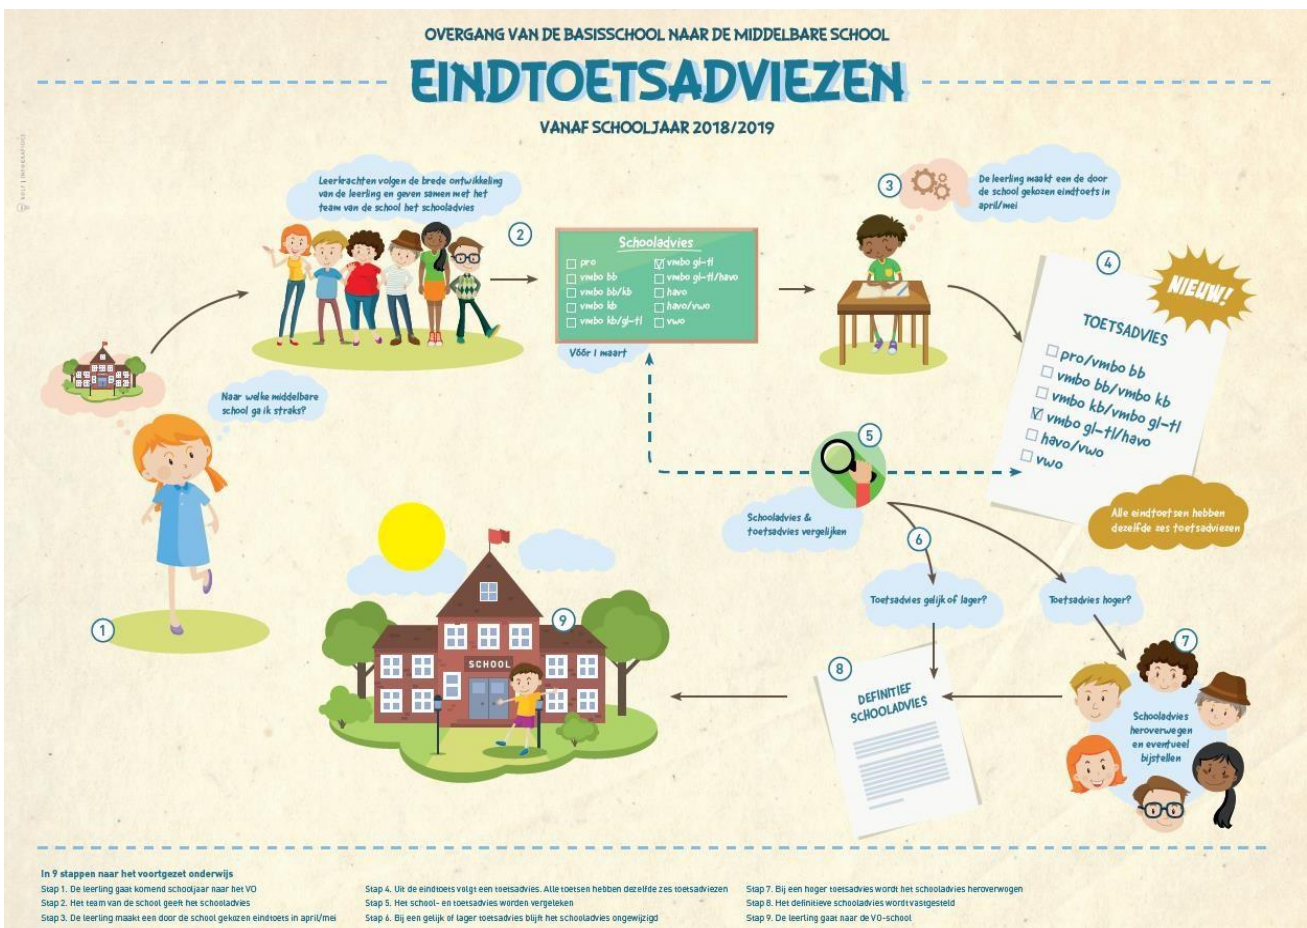 OVERGANG VAN DE BASISSCHOOL NAAR DE MIDDELBARE SCHOOL
EINDTOETSADVIEZEN
VANAF SCHOOLJAAR 2018/2019
Leerkrachten volgen de brede ontwikkeling
van de leerling en geven samen met het
team van de school het schooladvies
2
Schooladvies
pro
vmbo bb
vmbo bb/kb
vmbo kb
vmbo kb/gl-tl
vmbo gl-tl
vmbo gl-tl/havo
havo
havo/vwo
vwo
Vóór 1 maart
3
De leerling maakt een de door
de school gekozen eindtoets in
april/mei
4
NIEUW!
TOETSADVIES
pro/vmbo bb
vmbo bb/vmbo kb
vmbo kb/vmbo gl-tl
vmbo gl-tl/havo
havo/vwo
vwo
Alle eindtoetsen hebben
dezelfde zes toetsadviezen
Naar welke middelbare
school ga ik straks?
1
5
Schooladvies &
toetsadvies vergelijken
6
Toetsadvies gelijk of lager?
Toetsadvies hoger?
7
Schooladvies
heroverwegen
en eventueel
bijstellen
8
DEFINITIEF
SCHOOLADVIES
9
SCHOOL
In 9 stappen naar het voortgezet onderwijs
Stap 1. De leerling gaat komend schooljaar naar het VO
Stap 2. Het team van de school geeft het schooladvies
Stap 3. De leerling maakt een door de school gekozen eindtoets in april/mei
Stap 4. Uit de eindtoets volgt een toetsadvies. Alle toetsen hebben dezelfde zes toetsadviezen
Stap 5. Het school- en toetsadvies worden vergeleken
Stap 6. Bij een gelijk of lager toetsadvies blijft het schooladvies ongewijzigd
Stap 7. Bij een hoger toetsadvies wordt het schooladvies heroverwogen
Stap 8. Het definitieve schooladvies wordt vastgesteld
Stap 9. De leerling gaat naar de VO-school